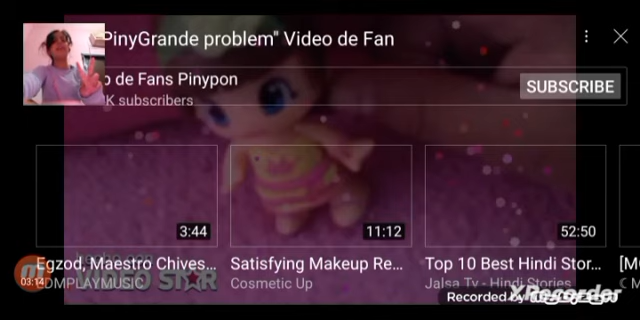 PinyGrande problem" Video de Fan
o de Fans Pinypon
K subscribers
SUBSCRIBE
3:44
11:12
52:50
Egzod, Maestro Chives...
Satisfying Makeup Re...
Top 10 Best Hindi Stor...
[M
DMPLAYMUSIC
Cosmetic Up
Jalsa Tv - Hindi Stories
03:14
VIDEO STAR
Recorded by
XRecorder